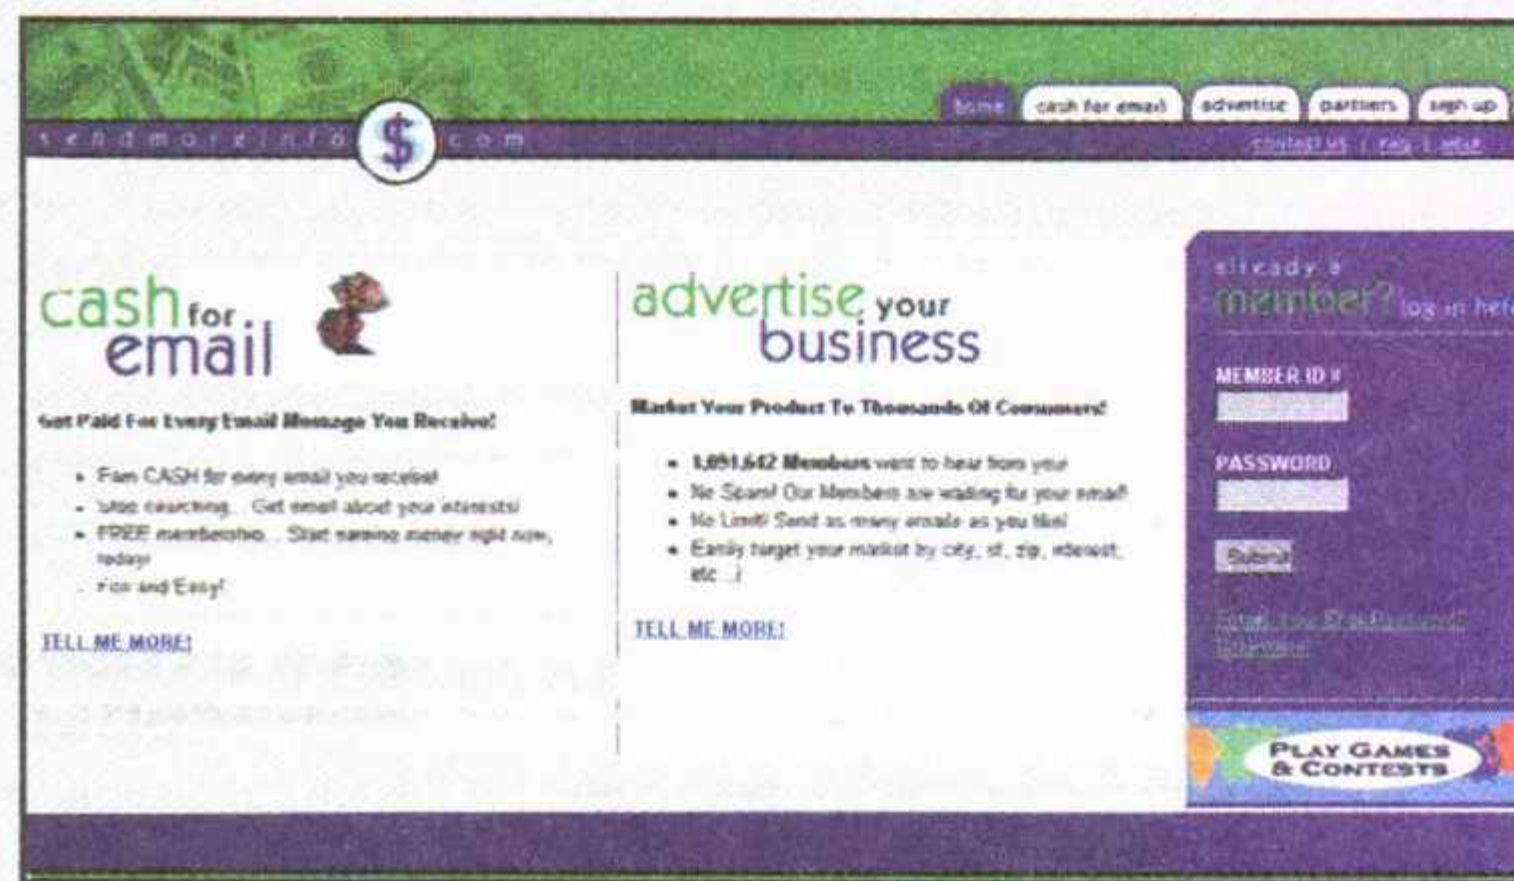 home cash for email advertise partners sign up
sendmoreinfo $ com
CONTACT US | FAQ | HELP
cash for
email
Get Paid For Every Email Message You Receive!
• Earn CASH for every email you receive!
• Stop searching... Get email about your interests!
• FREE membership... Start earning money right now,
today!
Free and Easy!
TELL ME MORE!
advertise your
business
Market Your Product To Thousands Of Consumers!
• 1,091,642 Members want to hear from you!
• No Spam! Our Members are waiting for your email!
• No Limit! Send as many emails as you like!
• Easily target your market by city, st, zip, interest,
etc...!
TELL ME MORE!
already a
member? log in here
MEMBER ID #
PASSWORD
Submit
PLAY GAMES
& CONTESTS